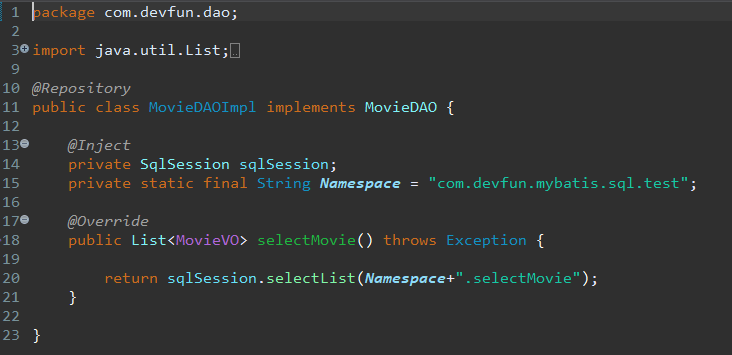 1 package com.devfun.dao;
2
3 import java.util.List;
9
10 @Repository
11 public class MovieDAOImpl implements MovieDAO {
12
13     @Inject
14     private SqlSession sqlSession;
15     private static final String Namespace = "com.devfun.mybatis.sql.test";
16
17     @Override
18     public List<MovieVO> selectMovie() throws Exception {
19
20         return sqlSession.selectList(Namespace+".selectMovie");
21     }
22
23 }